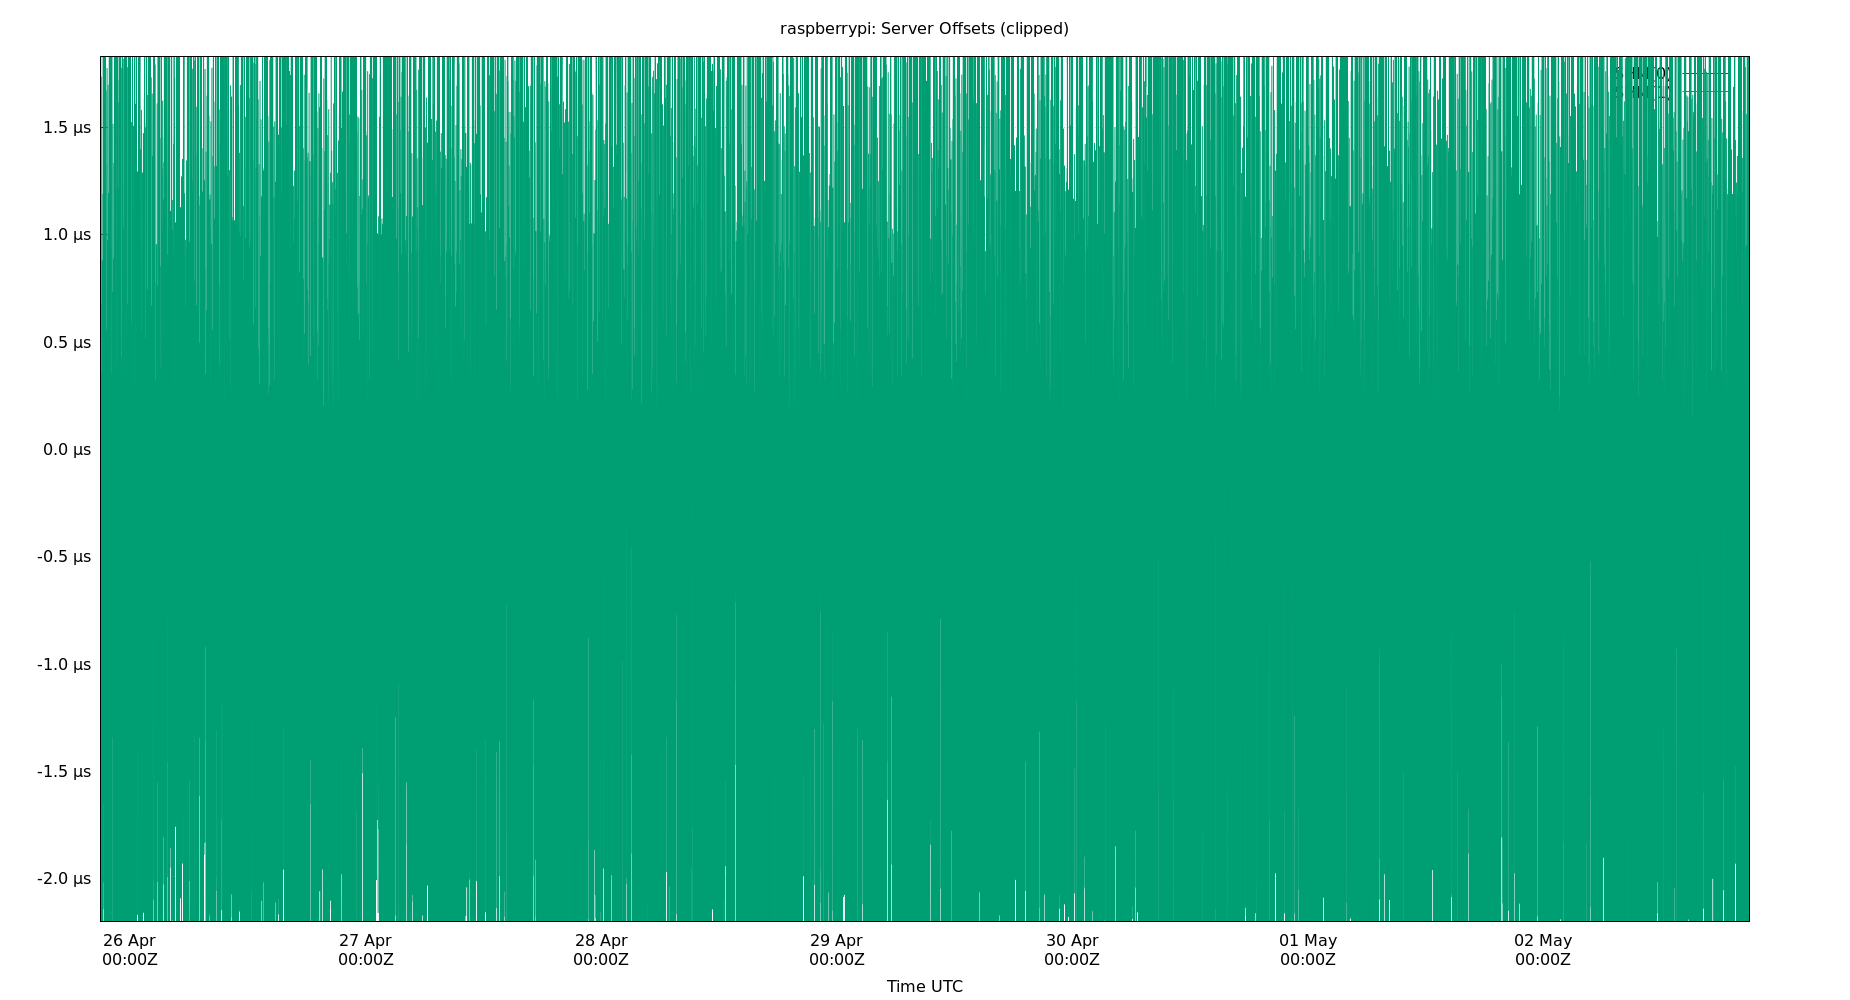 raspberrypi: Server Offsets (clipped)
1.5 µs
1.0 µs
0.5 µs
0.0 µs
-0.5 µs
-1.0 µs
-1.5 µs
-2.0 µs
26 Apr 27 Apr 28 Apr 29 Apr 30 Apr 01 May 02 May
00:00Z 00:00Z 00:00Z 00:00Z 00:00Z 00:00Z 00:00Z
Time UTC